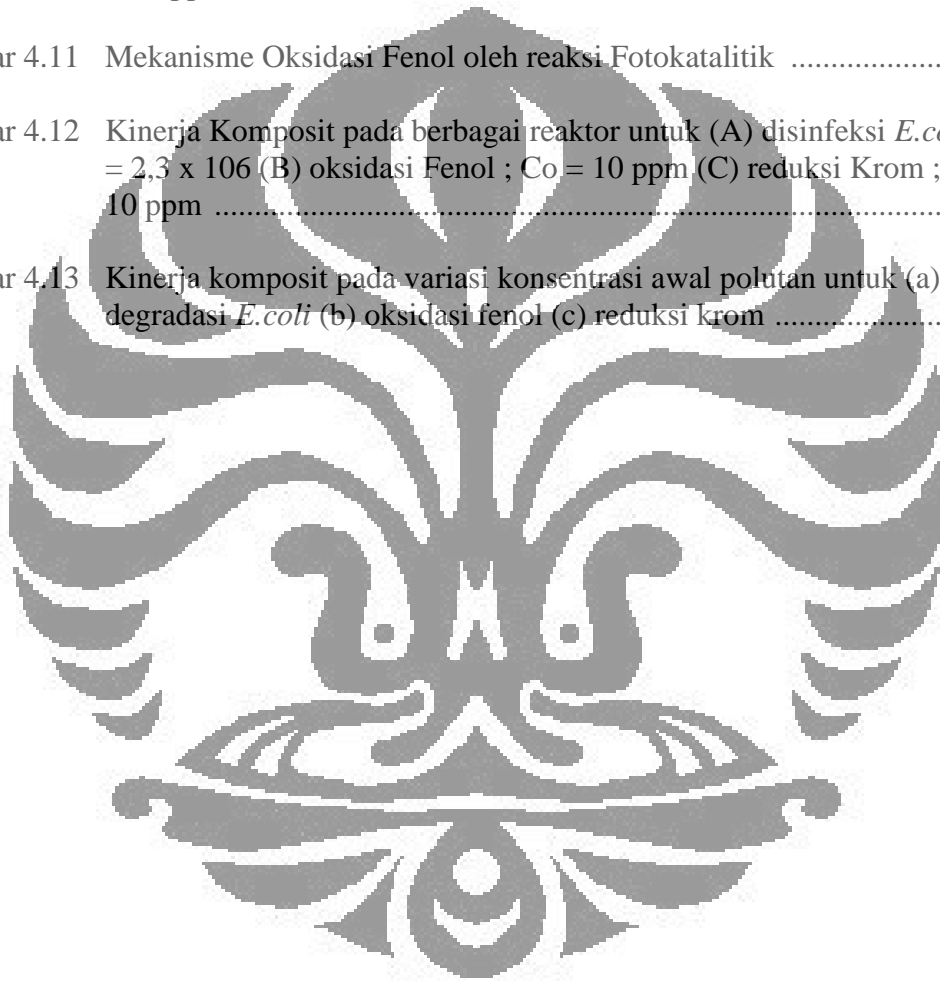 ar 4.11 Mekanisme Oksidasi Fenol oleh reaksi Fotokatalitik ...................
ar 4.12 Kinerja Komposit pada berbagai reaktor untuk (A) disinfeksi E.co
= 2,3 x 106 (B) oksidasi Fenol ; Co = 10 ppm (C) reduksi Krom ;
10 ppm ..........................................................................................
ar 4.13 Kinerja komposit pada variasi konsentrasi awal polutan untuk (a)
degradasi E.coli (b) oksidasi fenol (c) reduksi krom .....................